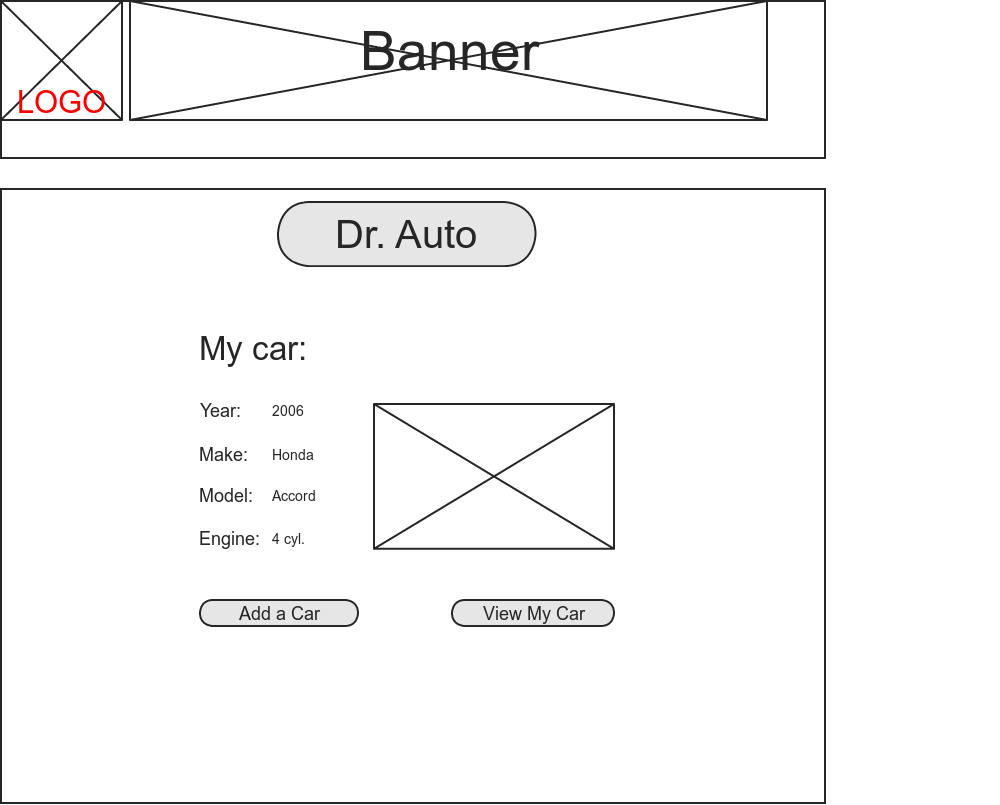 Banner
LOGO
Dr. Auto
My car:
Year: 2006
Make: Honda
Model: Accord
Engine: 4 cyl.
Add a Car View My Car